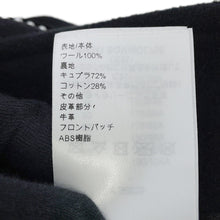 表地/本体
ウール100%
裏地
キュプラ72%
コットン28%
その他
皮革部分
牛革
フロントパッチ
ABS樹脂